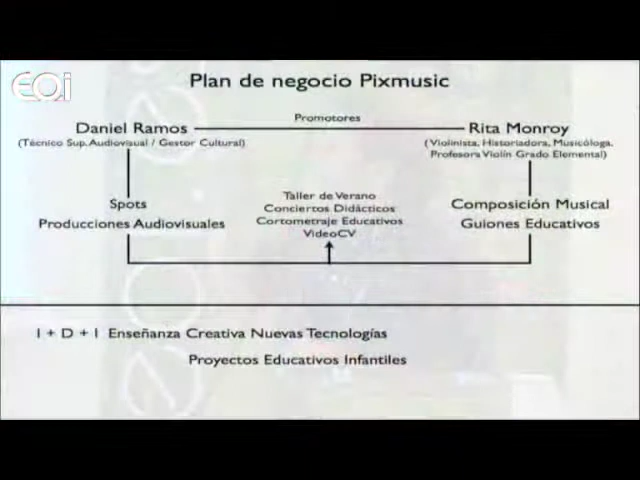 EOi
Plan de negocio Pixmusic
Promotores
Daniel Ramos
(Técnico Sup. Audiovisual / Gestor Cultural)
Rita Monroy
(Violinista, Historiadora, Musicóloga,
Profesora Violín Grado Elemental)
Spots
Producciones Audiovisuales
Taller de Verano
Conciertos Didácticos
Cortometraje Educativos
VideoCV
Composición Musical
Guiones Educativos
I + D + I Enseñanza Creativa Nuevas Tecnologías
Proyectos Educativos Infantiles